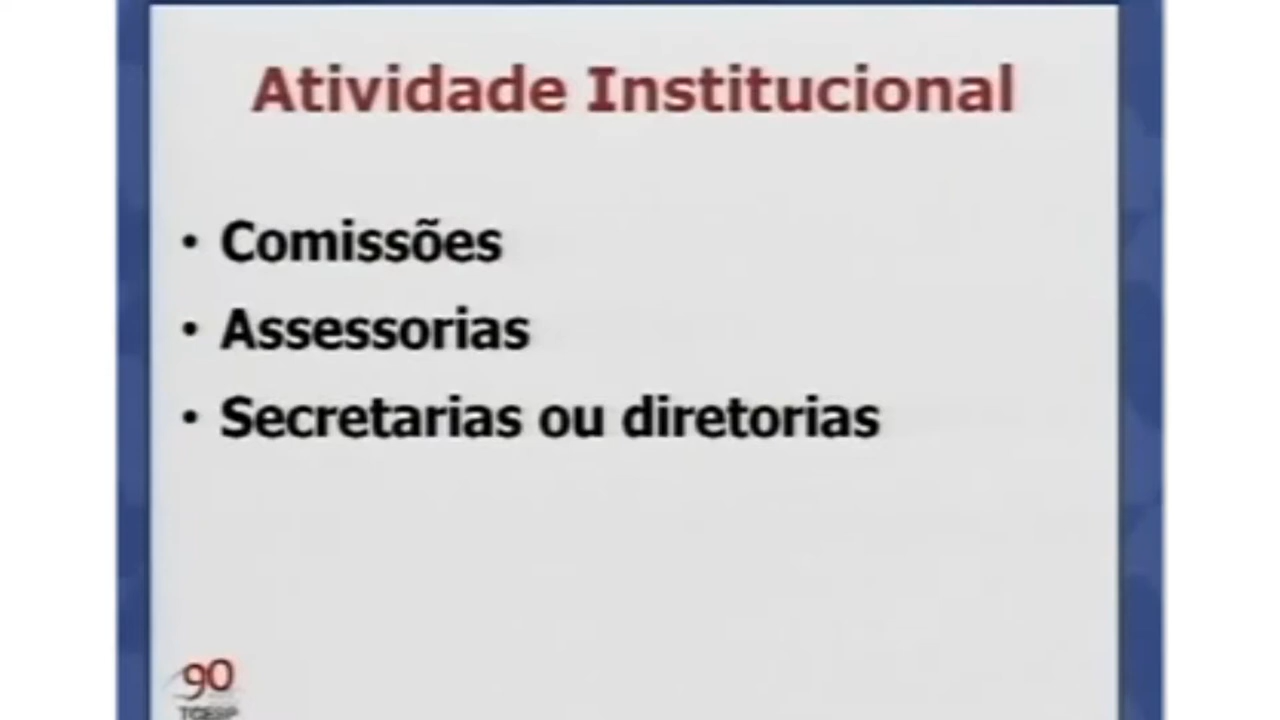 Atividade Institucional
• Comissões
• Assessorias
• Secretarias ou diretorias
90